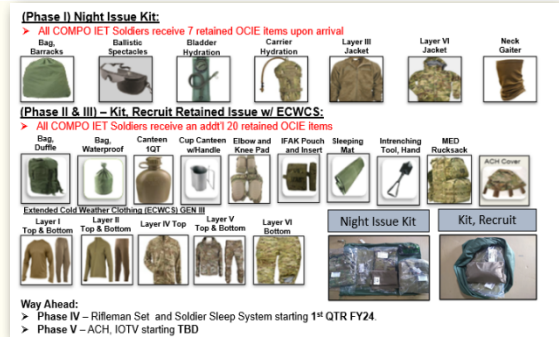 (Phase I) Night Issue Kit:
➤ All COMPO IET Soldiers receive 7 retained OCIE items upon arrival
Bag, Barracks
Ballistic Spectacles
Bladder Hydration
Carrier Hydration
Layer III Jacket
Layer VI Jacket
Neck Gaiter
(Phase II & III) – Kit, Recruit Retained Issue w/ ECWCS:
➤ All COMPO IET Soldiers receive an addt'l 20 retained OCIE items
Bag, Duffle
Bag, Waterproof
Canteen 1QT
Cup Canteen w/Handle
Elbow and Knee Pad
IFAK Pouch and Insert
Sleeping Mat
Intrenching Tool, Hand
MED Rucksack
ACH Cover
Extended Cold Weather Clothing (ECWCS) GEN III
Layer I Top & Bottom
Layer II Top & Bottom
Layer IV Top
Layer V Top & Bottom
Layer VI Bottom
Night Issue Kit
Kit, Recruit
Way Ahead:
➤ Phase IV – Rifleman Set and Soldier Sleep System starting 1st QTR FY24.
➤ Phase V – ACH, IOTV starting TBD